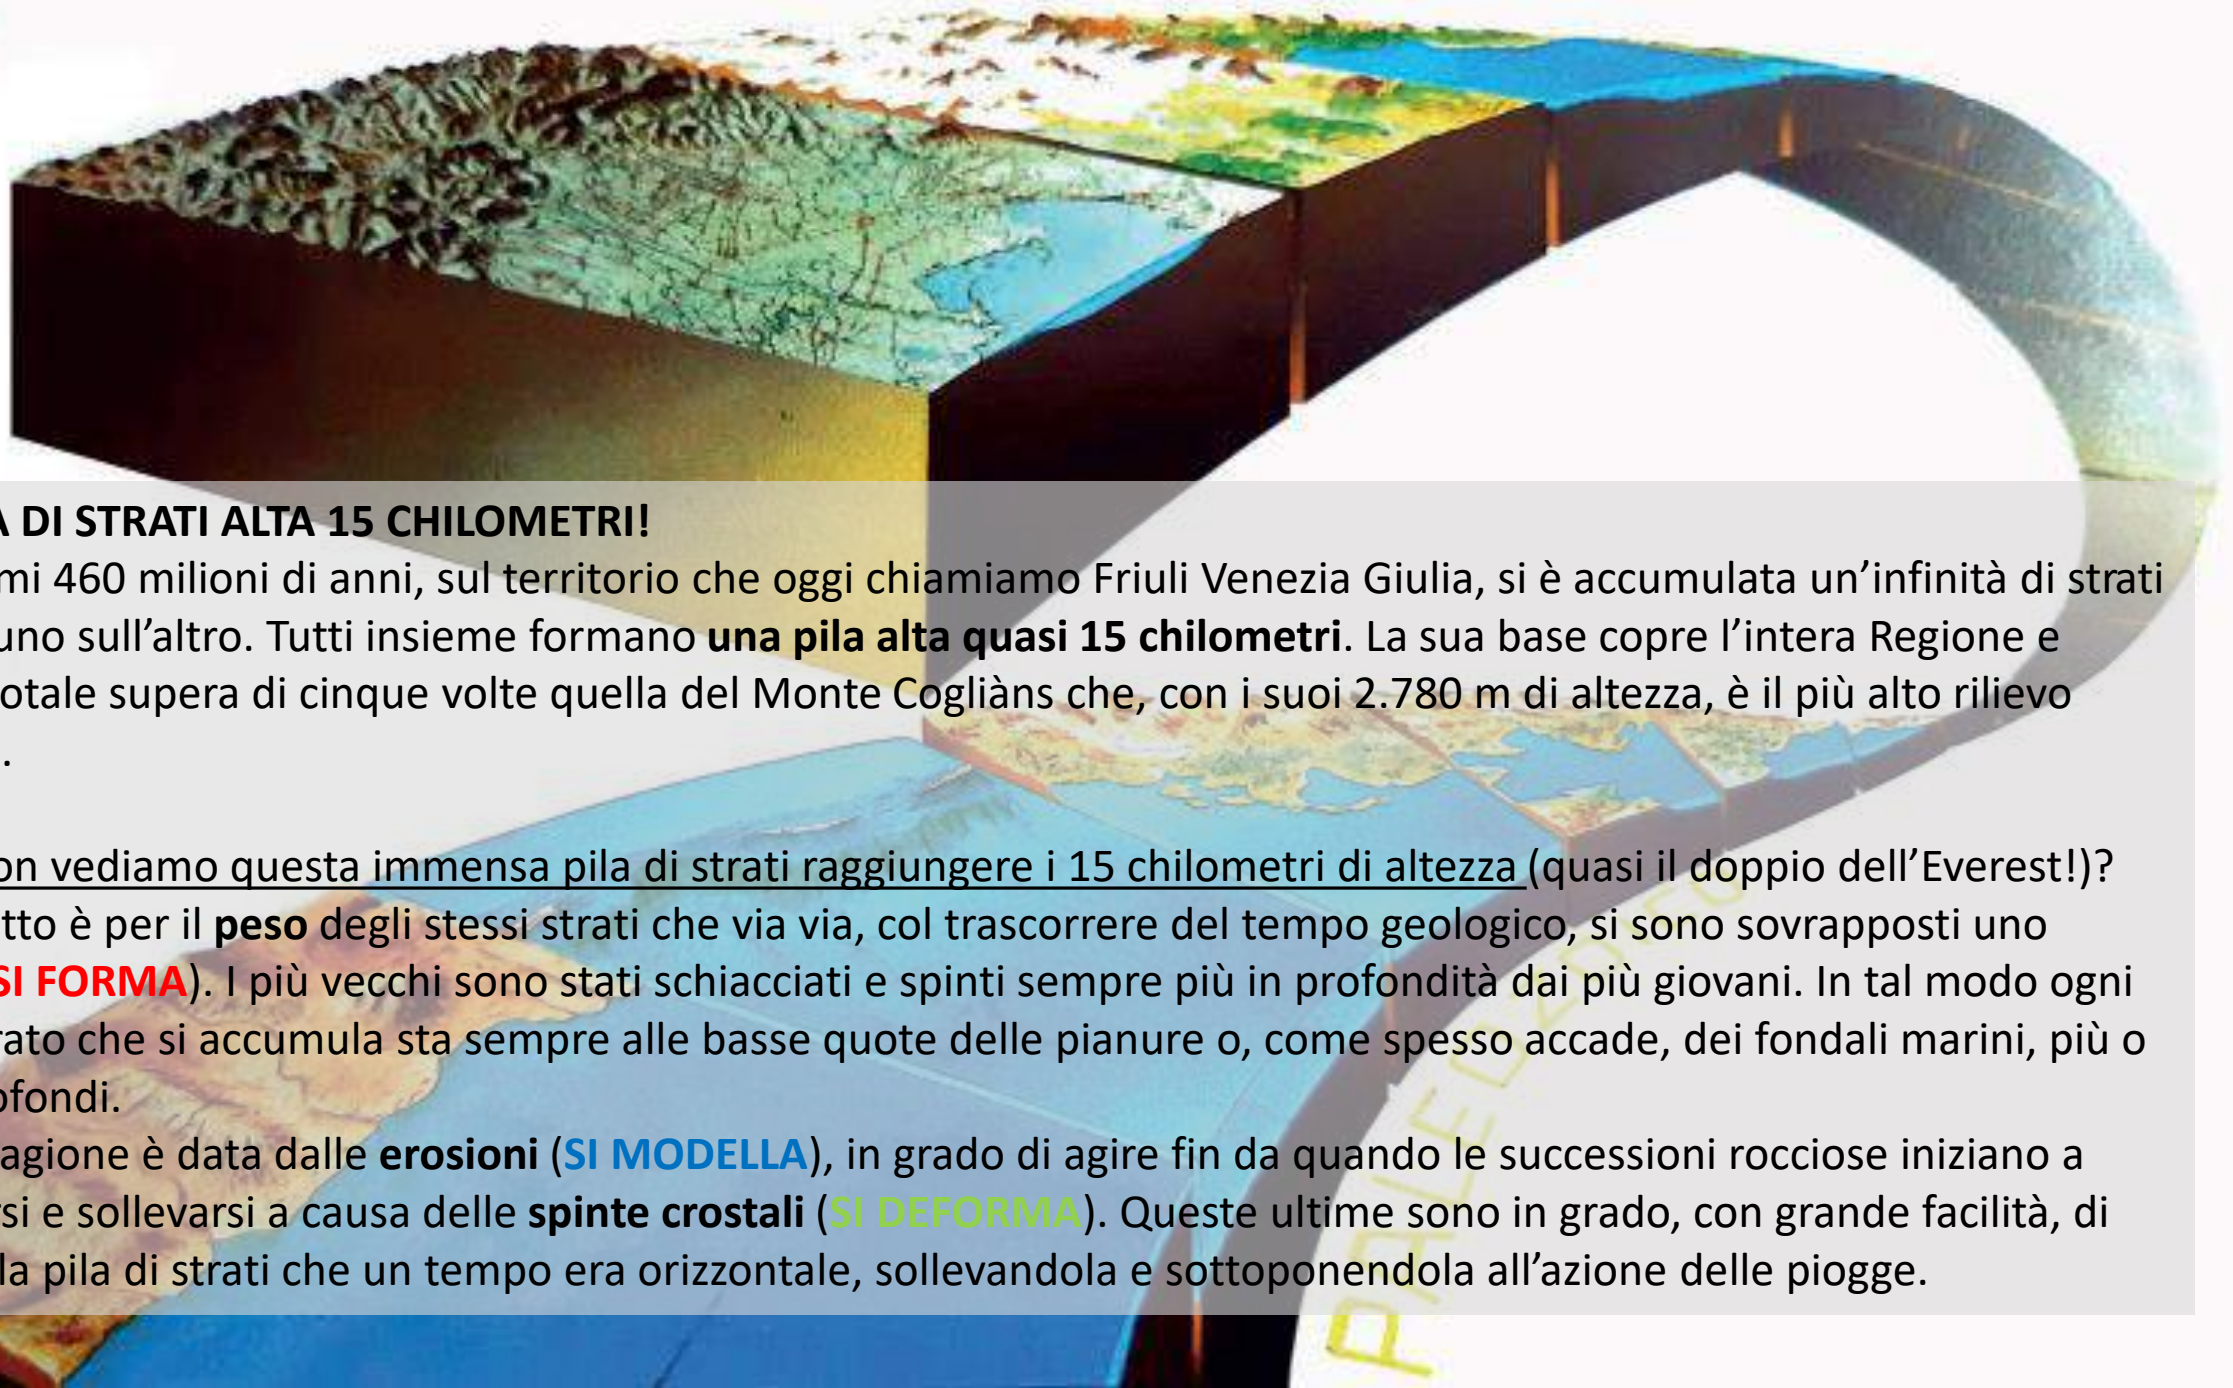 A DI STRATI ALTA 15 CHILOMETRI!
mi 460 milioni di anni, sul territorio che oggi chiamiamo Friuli Venezia Giulia, si è accumulata un’infinità di strati
uno sull’altro. Tutti insieme formano una pila alta quasi 15 chilometri. La sua base copre l’intera Regione e
otale supera di cinque volte quella del Monte Cogliàns che, con i suoi 2.780 m di altezza, è il più alto rilievo
.
on vediamo questa immensa pila di strati raggiungere i 15 chilometri di altezza (quasi il doppio dell’Everest!)?
tto è per il peso degli stessi strati che via via, col trascorrere del tempo geologico, si sono sovrapposti uno
SI FORMA). I più vecchi sono stati schiacciati e spinti sempre più in profondità dai più giovani. In tal modo ogni
rato che si accumula sta sempre alle basse quote delle pianure o, come spesso accade, dei fondali marini, più o
ofondi.
agione è data dalle erosioni (SI MODELLA), in grado di agire fin da quando le successioni rocciose iniziano a
rsi e sollevarsi a causa delle spinte crostali (SI DEFORMA). Queste ultime sono in grado, con grande facilità, di
la pila di strati che un tempo era orizzontale, sollevandola e sottoponendola all’azione delle piogge.
PALEOZOICO